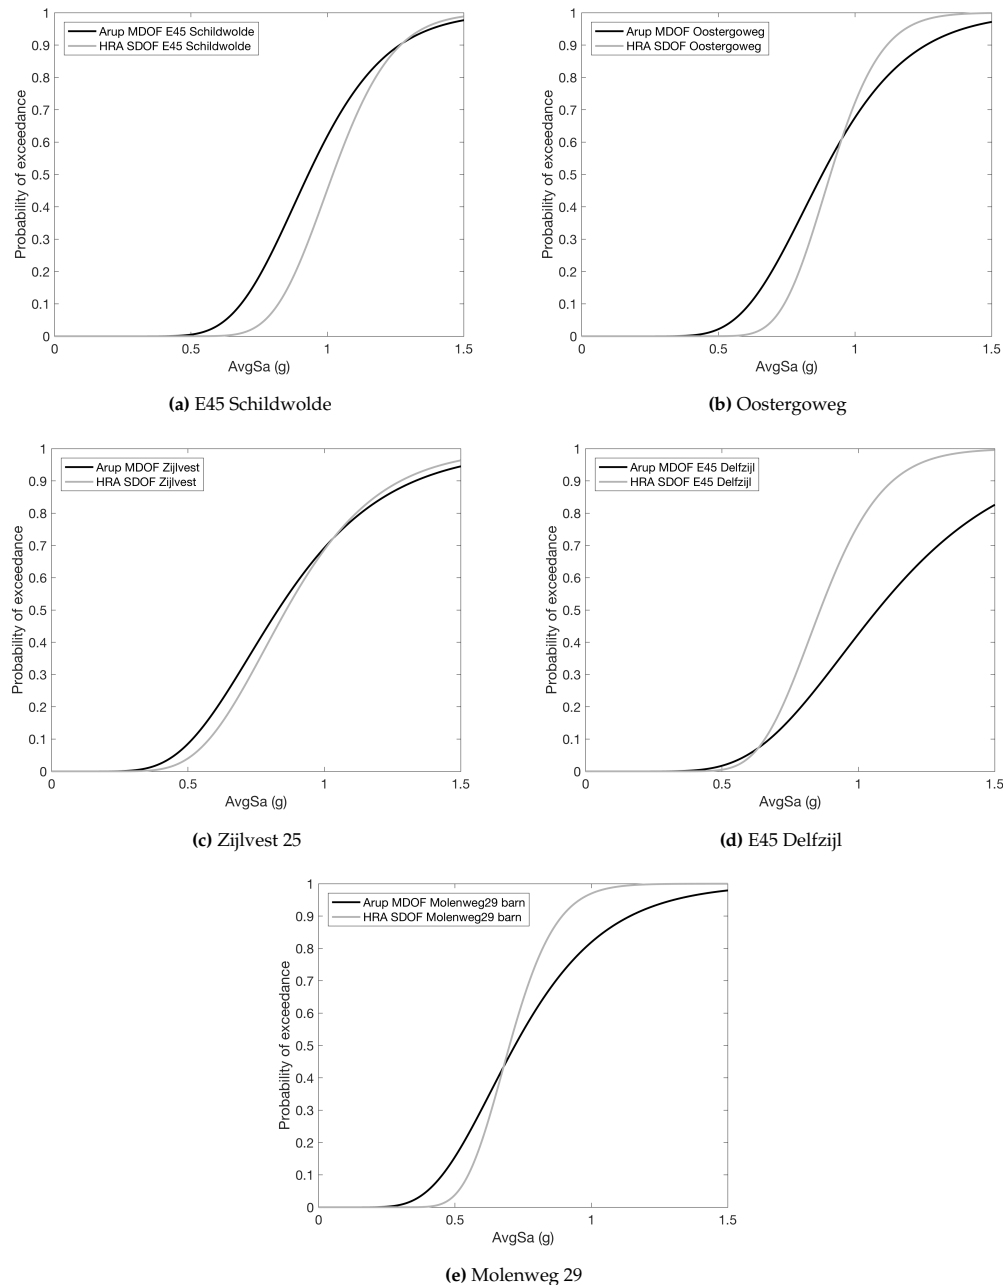 Arup MDOF E45 Schildwolde
HRA SDOF E45 Schildwolde
Probability of exceedance
1
0.9
0.8
0.7
0.6
0.5
0.4
0.3
0.2
0.1
0
0 0.5 1 1.5
AvgSa (g)
(a) E45 Schildwolde
Arup MDOF Oostergoweg
HRA SDOF Oostergoweg
Probability of exceedance
1
0.9
0.8
0.7
0.6
0.5
0.4
0.3
0.2
0.1
0
0 0.5 1 1.5
AvgSa (g)
(b) Oostergoweg
Arup MDOF Zijlvest
HRA SDOF Zijlvest
Probability of exceedance
1
0.9
0.8
0.7
0.6
0.5
0.4
0.3
0.2
0.1
0
0 0.5 1 1.5
AvgSa (g)
(c) Zijlvest 25
Arup MDOF E45 Delfzijl
HRA SDOF E45 Delfzijl
Probability of exceedance
1
0.9
0.8
0.7
0.6
0.5
0.4
0.3
0.2
0.1
0
0 0.5 1 1.5
AvgSa (g)
(d) E45 Delfzijl
Arup MDOF Molenweg29 barn
HRA SDOF Molenweg29 barn
Probability of exceedance
1
0.9
0.8
0.7
0.6
0.5
0.4
0.3
0.2
0.1
0
0 0.5 1 1.5
AvgSa (g)
(e) Molenweg 29